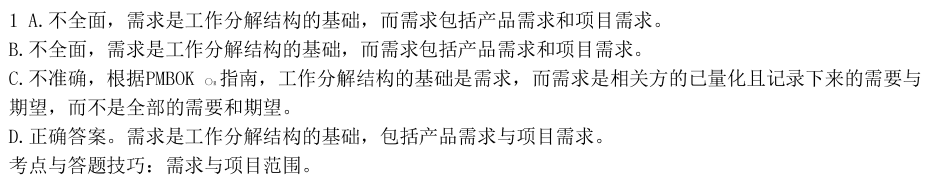 1 A.不全面，需求是工作分解结构的基础，而需求包括产品需求和项目需求。
B.不全面，需求是工作分解结构的基础，而需求包括产品需求和项目需求。
C.不准确，根据PMBOK 指南，工作分解结构的基础是需求，而需求是相关方的已量化且记录下来的需要与
期望，而不是全部的需要和期望。
D.正确答案。需求是工作分解结构的基础，包括产品需求与项目需求。
考点与答题技巧：需求与项目范围。